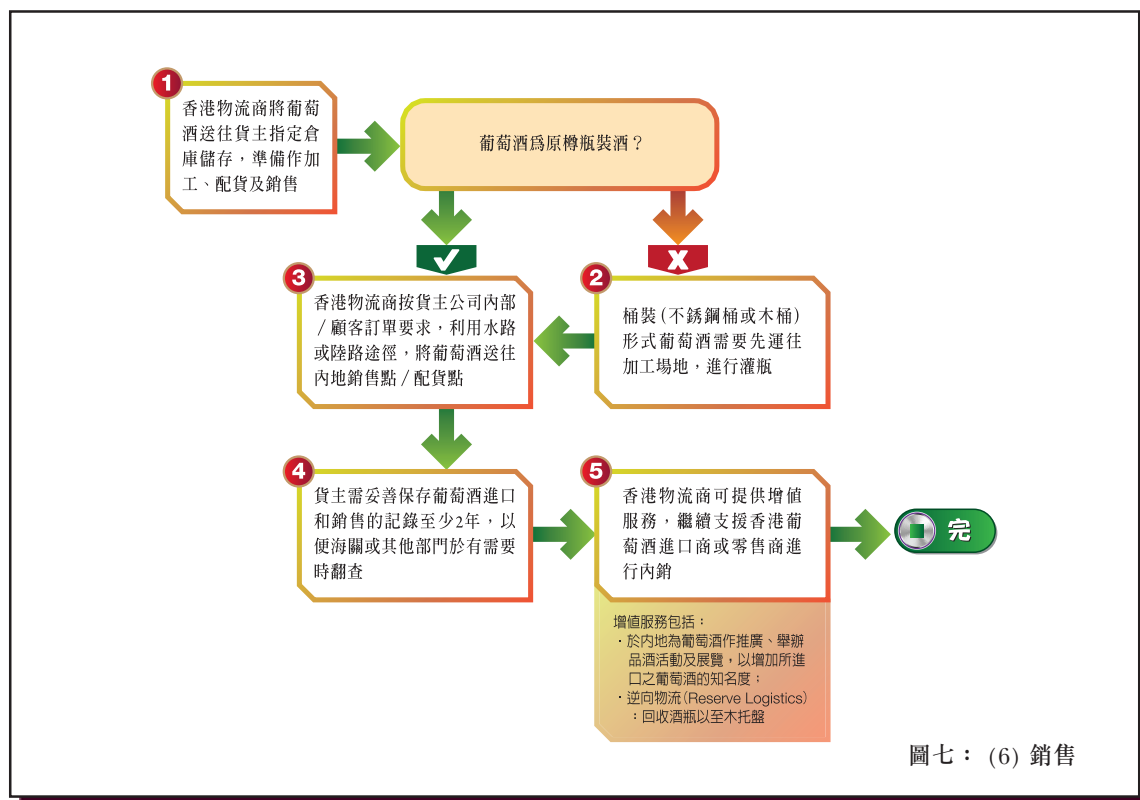 1
香港物流商將葡萄
酒送往貨主指定倉
庫儲存，準備作加
工、配貨及銷售
葡萄酒爲原樽瓶裝酒？
3
香港物流商按貨主公司內部
/顧客訂單要求，利用水路
或陸路途徑，將葡萄酒送往
內地銷售點/配貨點
2
桶裝(不銹鋼桶或木桶)
形式葡萄酒需要先運往
加工場地，進行灌瓶
4
貨主需妥善保存葡萄酒進口
和銷售的記錄至少2年，以
便海關或其他部門於有需要
時翻查
5
香港物流商可提供增值
服務，繼續支援香港葡
萄酒進口商或零售商進
行內銷
完
增值服務包括：
·於內地為葡萄酒作推廣、舉辦
品酒活動及展覽，以增加所進
口之葡萄酒的知名度；
·逆向物流(Reserve Logistics)
：回收酒瓶以至木托盤
圖七： (6) 銷售